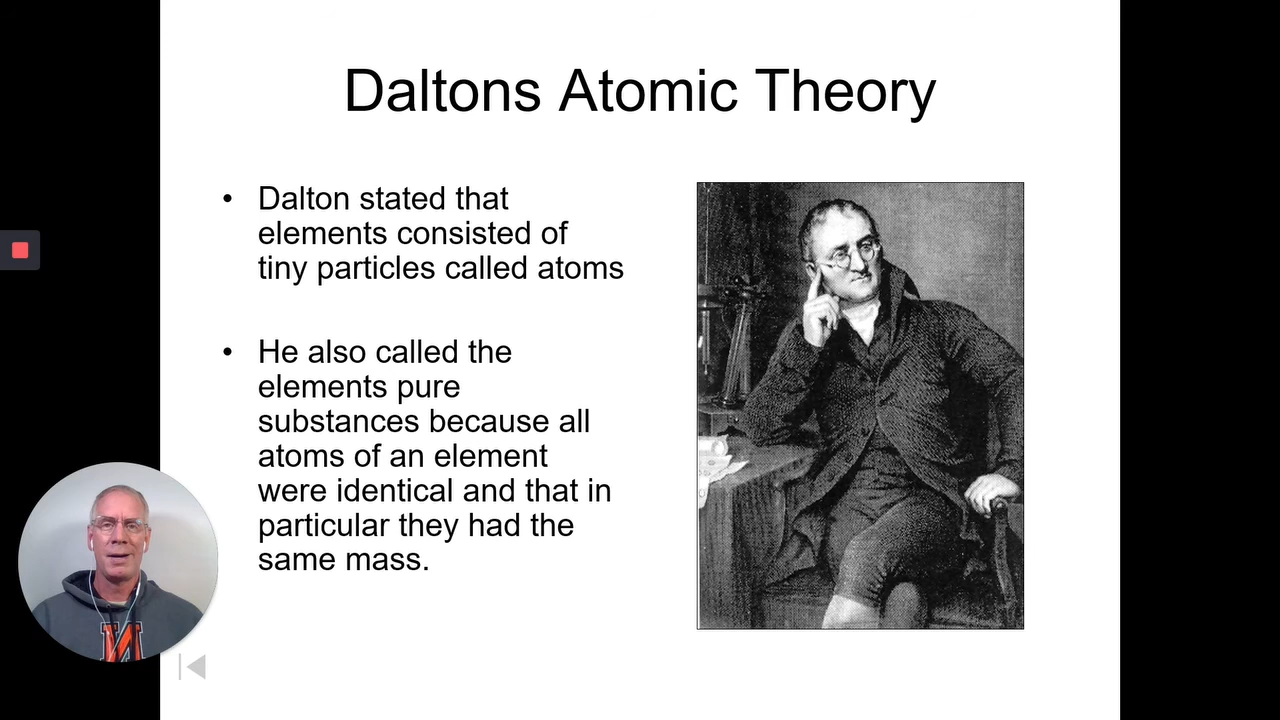 Daltons Atomic Theory
• Dalton stated that
elements consisted of
tiny particles called atoms
• He also called the
elements pure
substances because all
atoms of an element
were identical and that in
particular they had the
same mass.
N